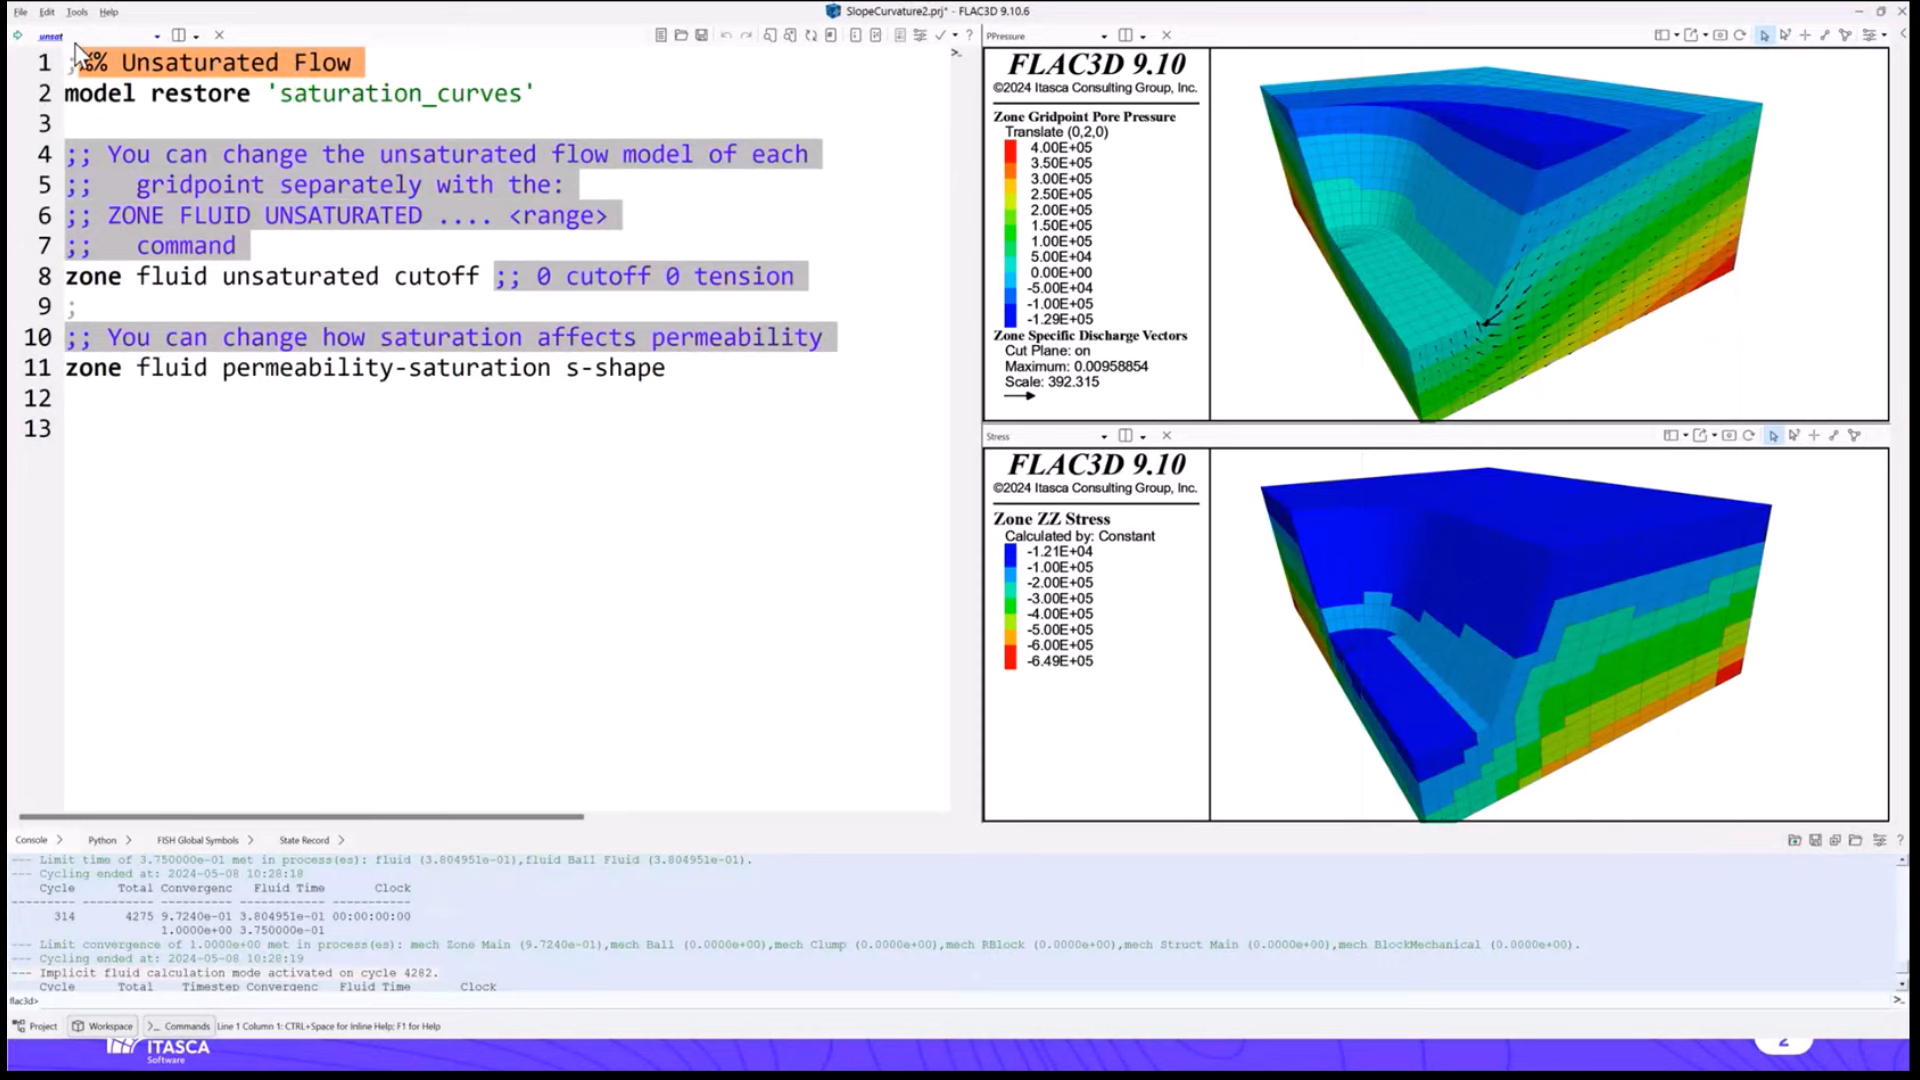 File Edit Tools Help
SlopeCurvature2.prj* - FLAC3D 9.10.6
unsat
1 ;%% Unsaturated Flow
2 model restore 'saturation_curves'
3
4 ;; You can change the unsaturated flow model of each
5 ;;   gridpoint separately with the:
6 ;; ZONE FLUID UNSATURATED .... <range>
7 ;;   command
8 zone fluid unsaturated cutoff ;; 0 cutoff 0 tension
9 ;
10 ;; You can change how saturation affects permeability
11 zone fluid permeability-saturation s-shape
12
13
PPressure
FLAC3D 9.10
©2024 Itasca Consulting Group, Inc.
Zone Gridpoint Pore Pressure
Translate (0,2,0)
4.00E+05
3.50E+05
3.00E+05
2.50E+05
2.00E+05
1.50E+05
1.00E+05
5.00E+04
0.00E+00
-5.00E+04
-1.00E+05
-1.29E+05
Zone Specific Discharge Vectors
Cut Plane: on
Maximum: 0.00958854
Scale: 392.315
Stress
FLAC3D 9.10
©2024 Itasca Consulting Group, Inc.
Zone ZZ Stress
Calculated by: Constant
-1.21E+04
-1.00E+05
-2.00E+05
-3.00E+05
-4.00E+05
-5.00E+05
-6.00E+05
-6.49E+05
Console Python FISH Global Symbols State Record
--- Limit time of 3.750000e-01 met in process(es): fluid (3.804951e-01),fluid Ball Fluid (3.804951e-01).
--- Cycling ended at: 2024-05-08 10:28:18
Cycle Total Convergenc Fluid Time Clock
--------- ---------- ---------- ---------- -----------
314 4275 9.7240e-01 3.804951e-01 00:00:00:00
1.0000e+00 3.750000e-01
--- Limit convergence of 1.0000e+00 met in process(es): mech Zone Main (9.7240e-01),mech Ball (0.0000e+00),mech Clump (0.0000e+00),mech RBlock (0.0000e+00),mech Struct Main (0.0000e+00),mech BlockMechanical (0.0000e+00).
--- Cycling ended at: 2024-05-08 10:28:19
--- Implicit fluid calculation mode activated on cycle 4282.
Cycle Total Timestep Convergenc Fluid Time Clock
flac3d>
Project Workspace Commands Line 1 Column 1: CTRL+Space for Inline Help; F1 for Help
ITASCA
Software
2